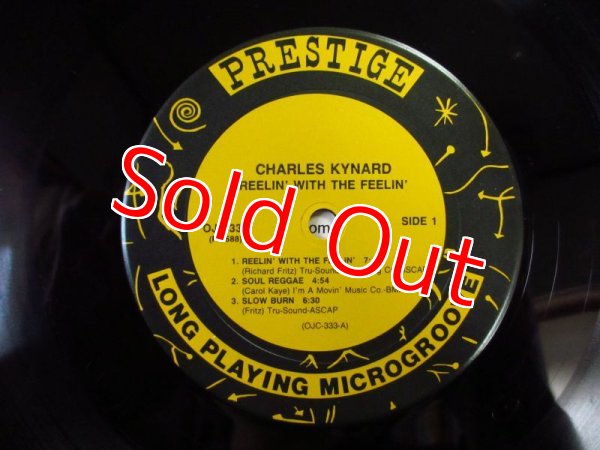 PRESTIGE
CHARLES KYNARD
REELIN' WITH THE FEELIN'
SIDE 1
1. REELIN' WITH THE
(Richard Fritz) Tru-Sound
2. SOUL REGGAE 4:54
(Carol Kaye) I'm A Movin' Music Co.-BMI
3. SLOW BURN 6:30
(Fritz) Tru-Sound-ASCAP
(OJC-333-A)
LONG PLAYING MICROGROOVE
Sold Out